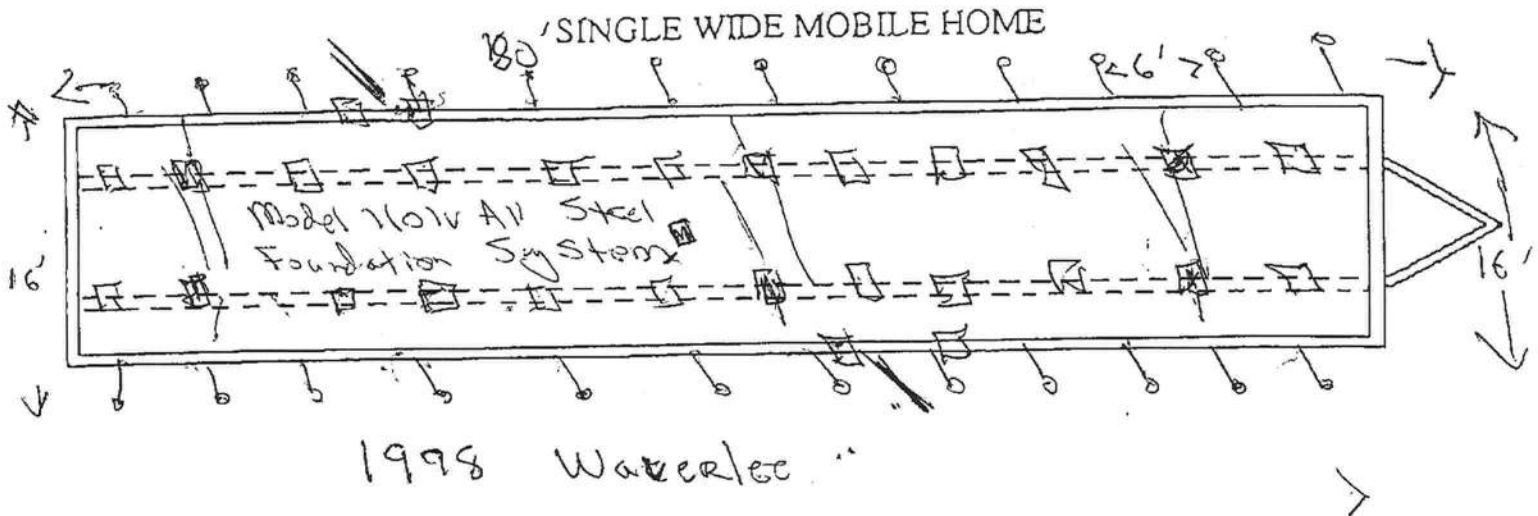 SINGLE WIDE MOBILE HOME
80'
<6'>
16'
Model 1101V All Steel
Foundation System
M
16'
1998 Waverlee